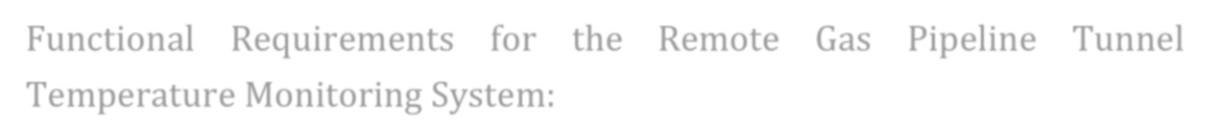 Functional Requirements for the Remote Gas Pipeline Tunnel
Temperature Monitoring System: